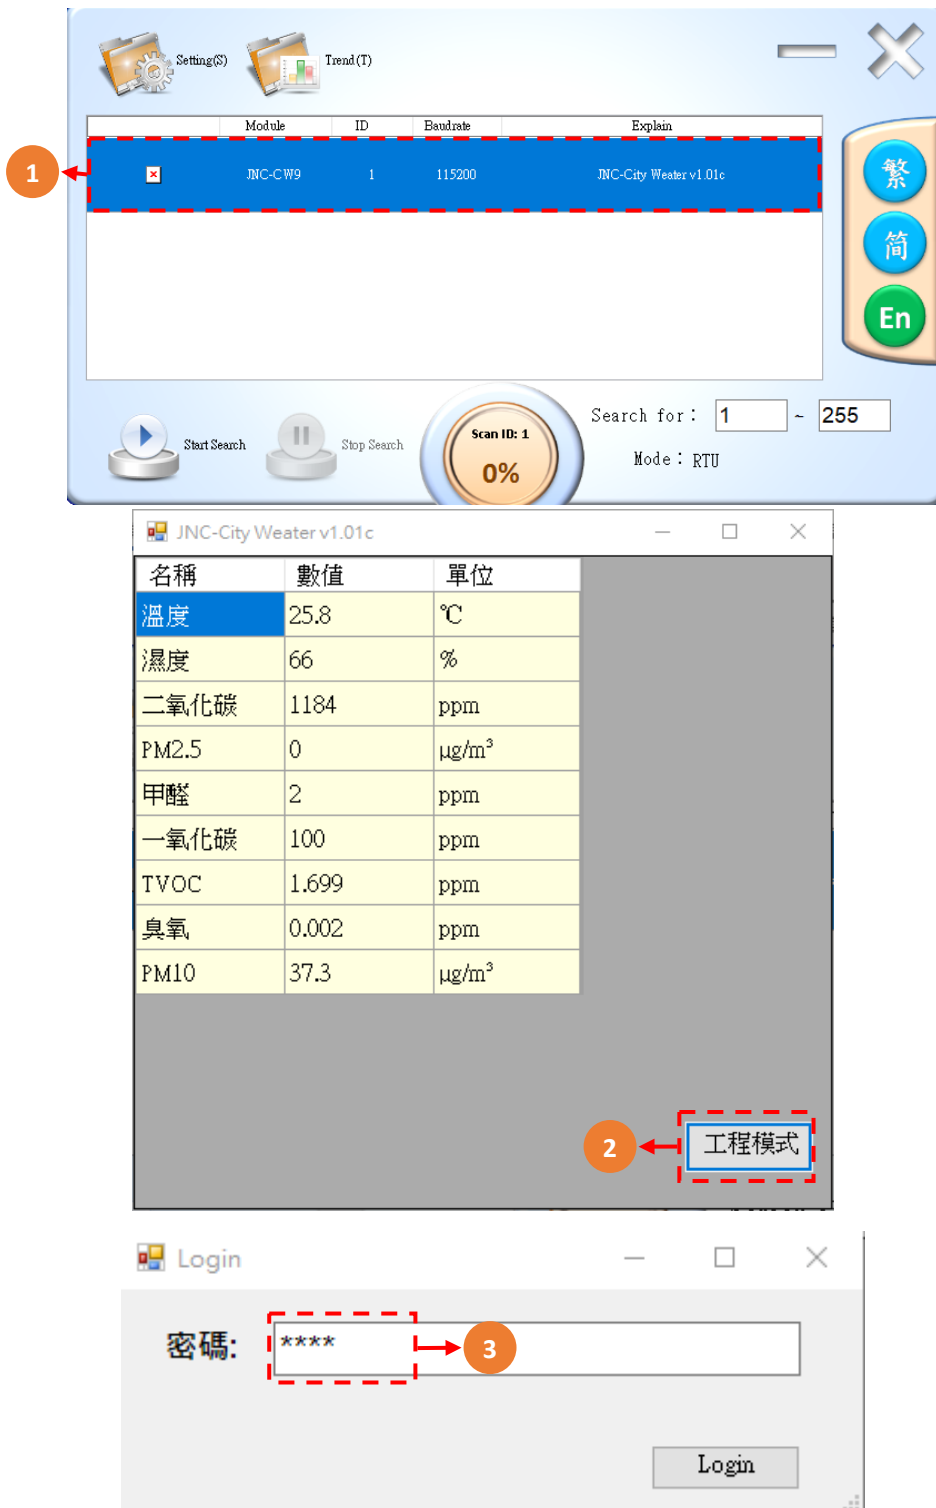 Setting(S) Trend(T)
Module ID Baudrate Explain
1 JNC-CW9 1 115200 JNC-City Weater v1.01c
繁
简
En
Start Search Stop Search Scan ID: 1 0% Search for： 1 ~ 255
Mode：RTU
JNC-City Weater v1.01c
名稱 數值 單位
溫度 25.8 ℃
濕度 66 %
二氧化碳 1184 ppm
PM2.5 0 μg/m³
甲醛 2 ppm
一氧化碳 100 ppm
TVOC 1.699 ppm
臭氧 0.002 ppm
PM10 37.3 μg/m³
2 工程模式
Login
密碼: **** 3
Login